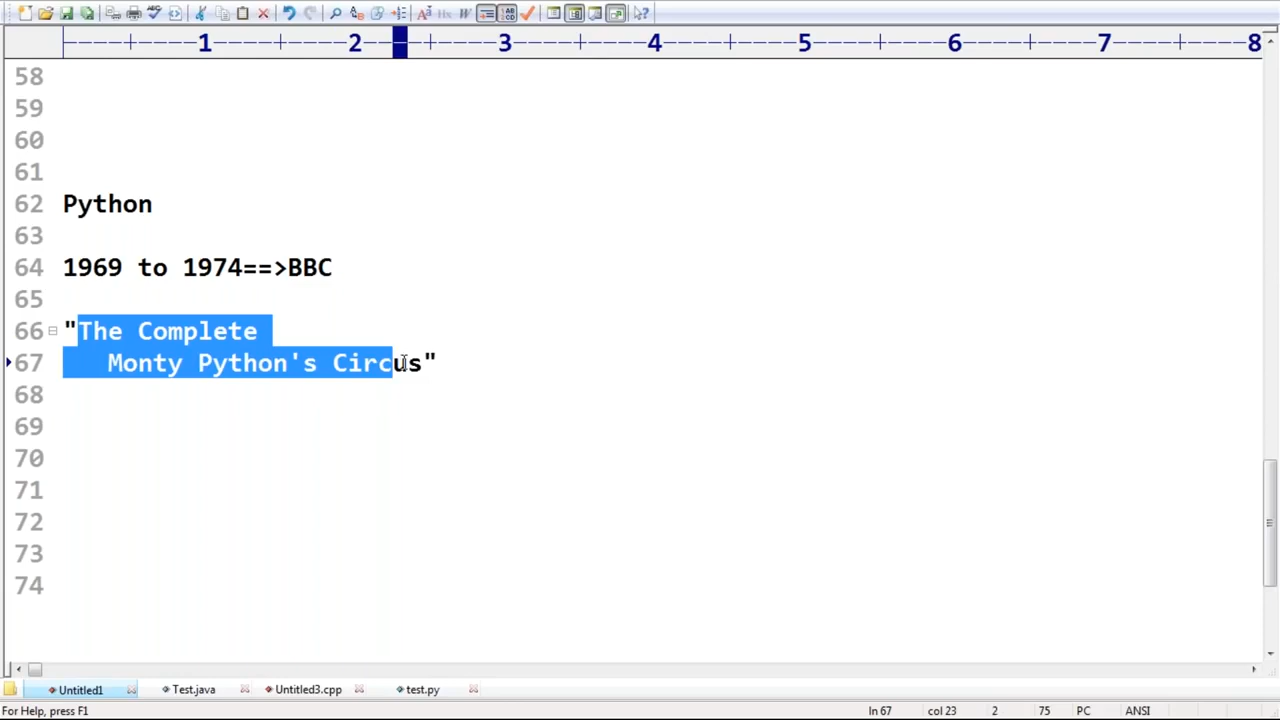 1 2 3 4 5 6 7 8
58
59
60
61
62 Python
63
64 1969 to 1974==>BBC
65
66 "The Complete
67 Monty Python's Circus"
68
69
70
71
72
73
74
Untitled1 Test.java Untitled3.cpp test.py
For Help, press F1 ln 67 col 23 2 75 PC ANSI